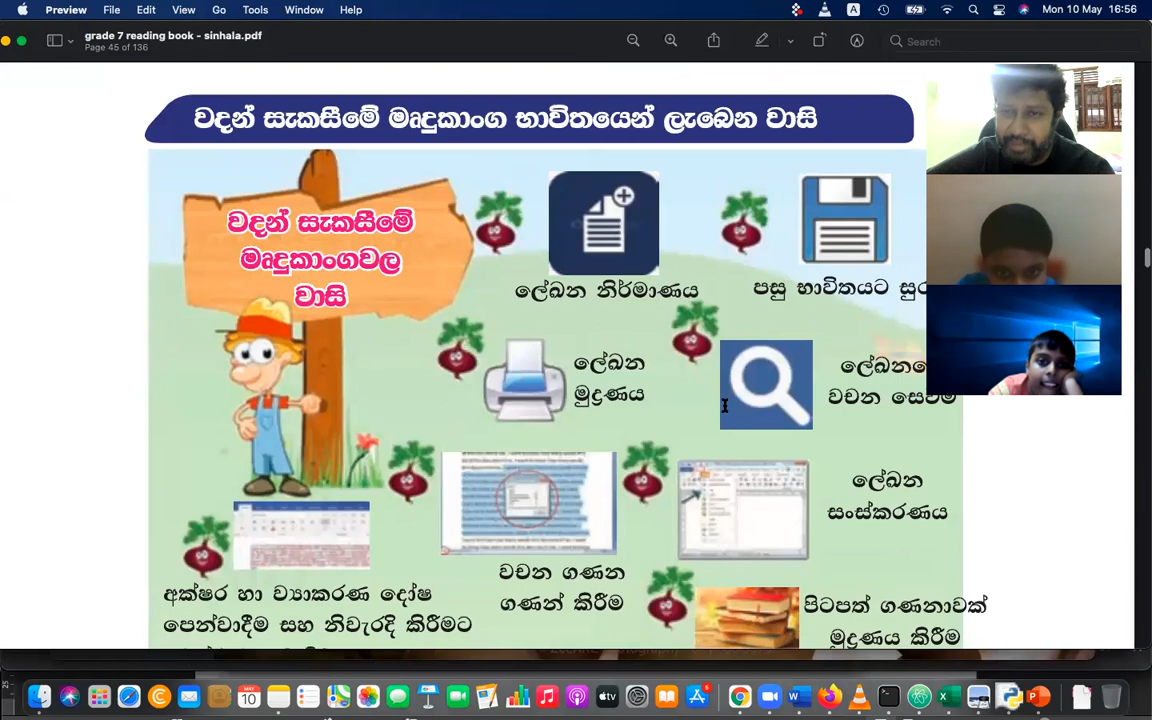 Preview File Edit View Go Tools Window Help
A
Mon 10 May 16:56
grade 7 reading book - sinhala.pdf
Page 45 of 136
Search
වදන් සැකසීමේ මෘදුකාංග භාවිතයෙන් ලැබෙන වාසි
වදන් සැකසීමේ
මෘදුකාංගවල
වාසි
ලේඛන නිර්මාණය
පසු භාවිතයට
ලේඛන
මුද්‍රණය
වචන සෙවීම
ලේඛන
සංස්කරණය
වචන ගණන
ගණන් කිරීම
අක්ෂර හා ව්‍යාකරණ දෝෂ
පෙන්වාදීම සහ නිවැරදි කිරීමට
පිටපත් ගණනාවක්
මුද්‍රණය කිරීම
MAY
10